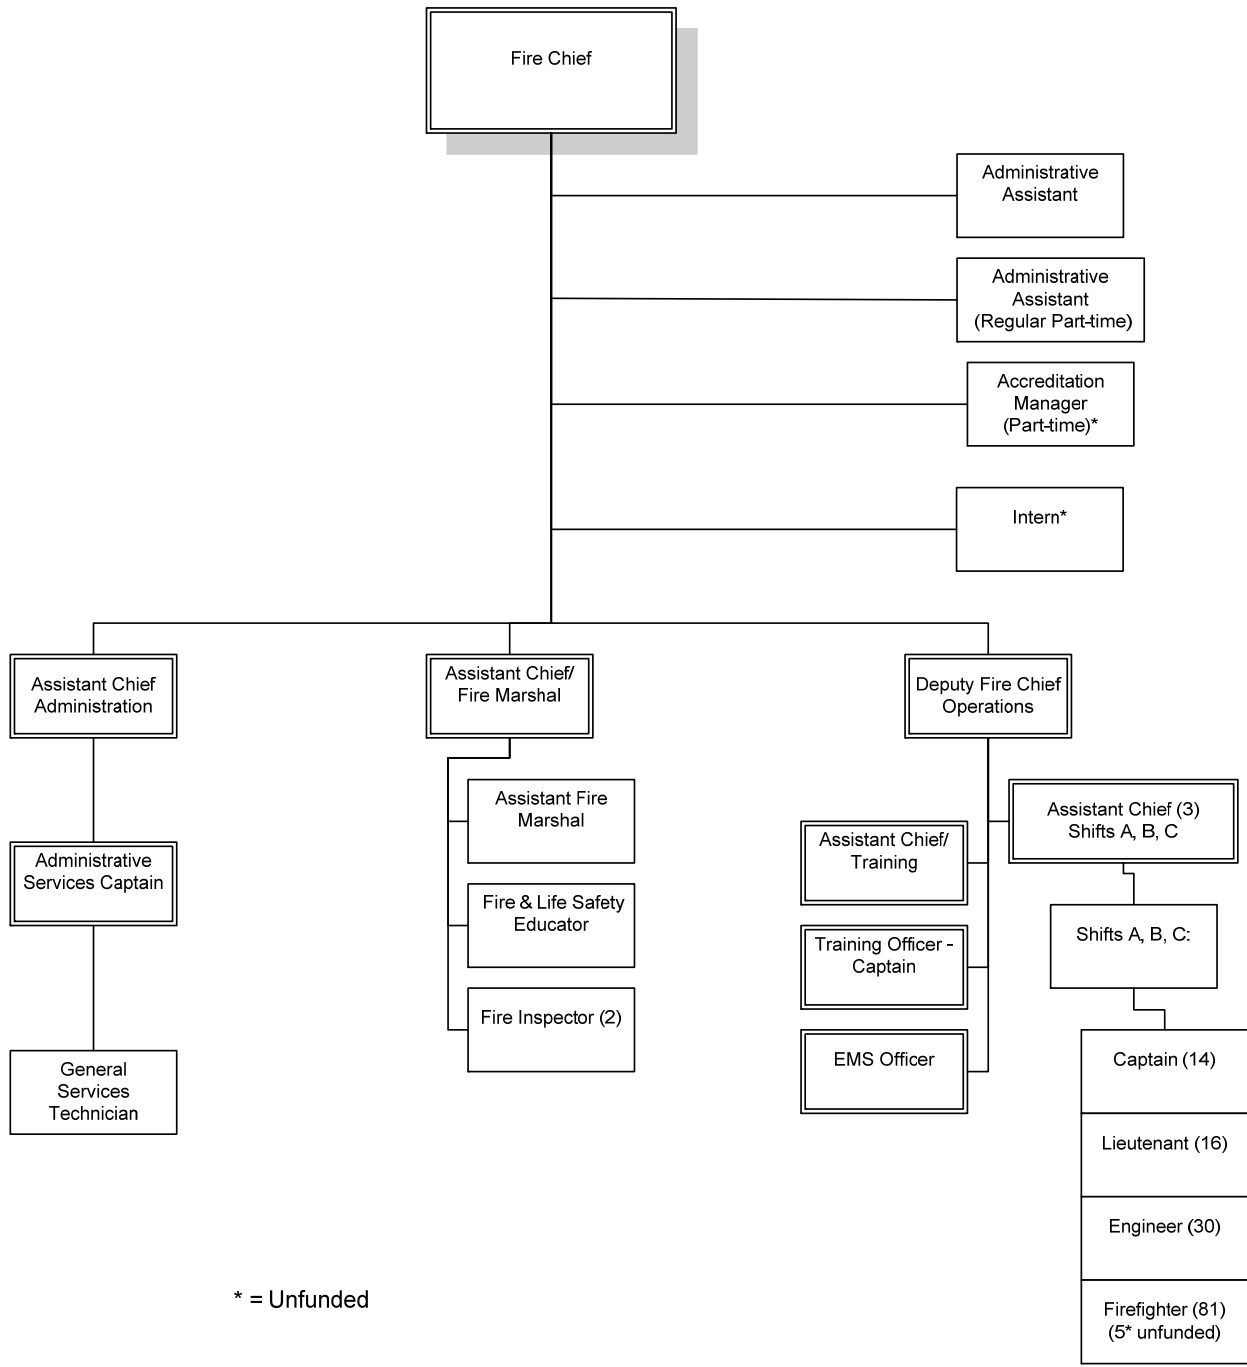 Fire Chief
Administrative
Assistant
Administrative
Assistant
(Regular Part-time)
Accreditation
Manager
(Part-time)*
Intern*
Assistant Chief
Administration
Administrative
Services Captain
General
Services
Technician
Assistant Chief/
Fire Marshal
Assistant Fire
Marshal
Fire & Life Safety
Educator
Fire Inspector (2)
Deputy Fire Chief
Operations
Assistant Chief/
Training
Training Officer -
Captain
EMS Officer
Assistant Chief (3)
Shifts A, B, C
Shifts A, B, C:
Captain (14)
Lieutenant (16)
Engineer (30)
Firefighter (81)
(5* unfunded)
* = Unfunded